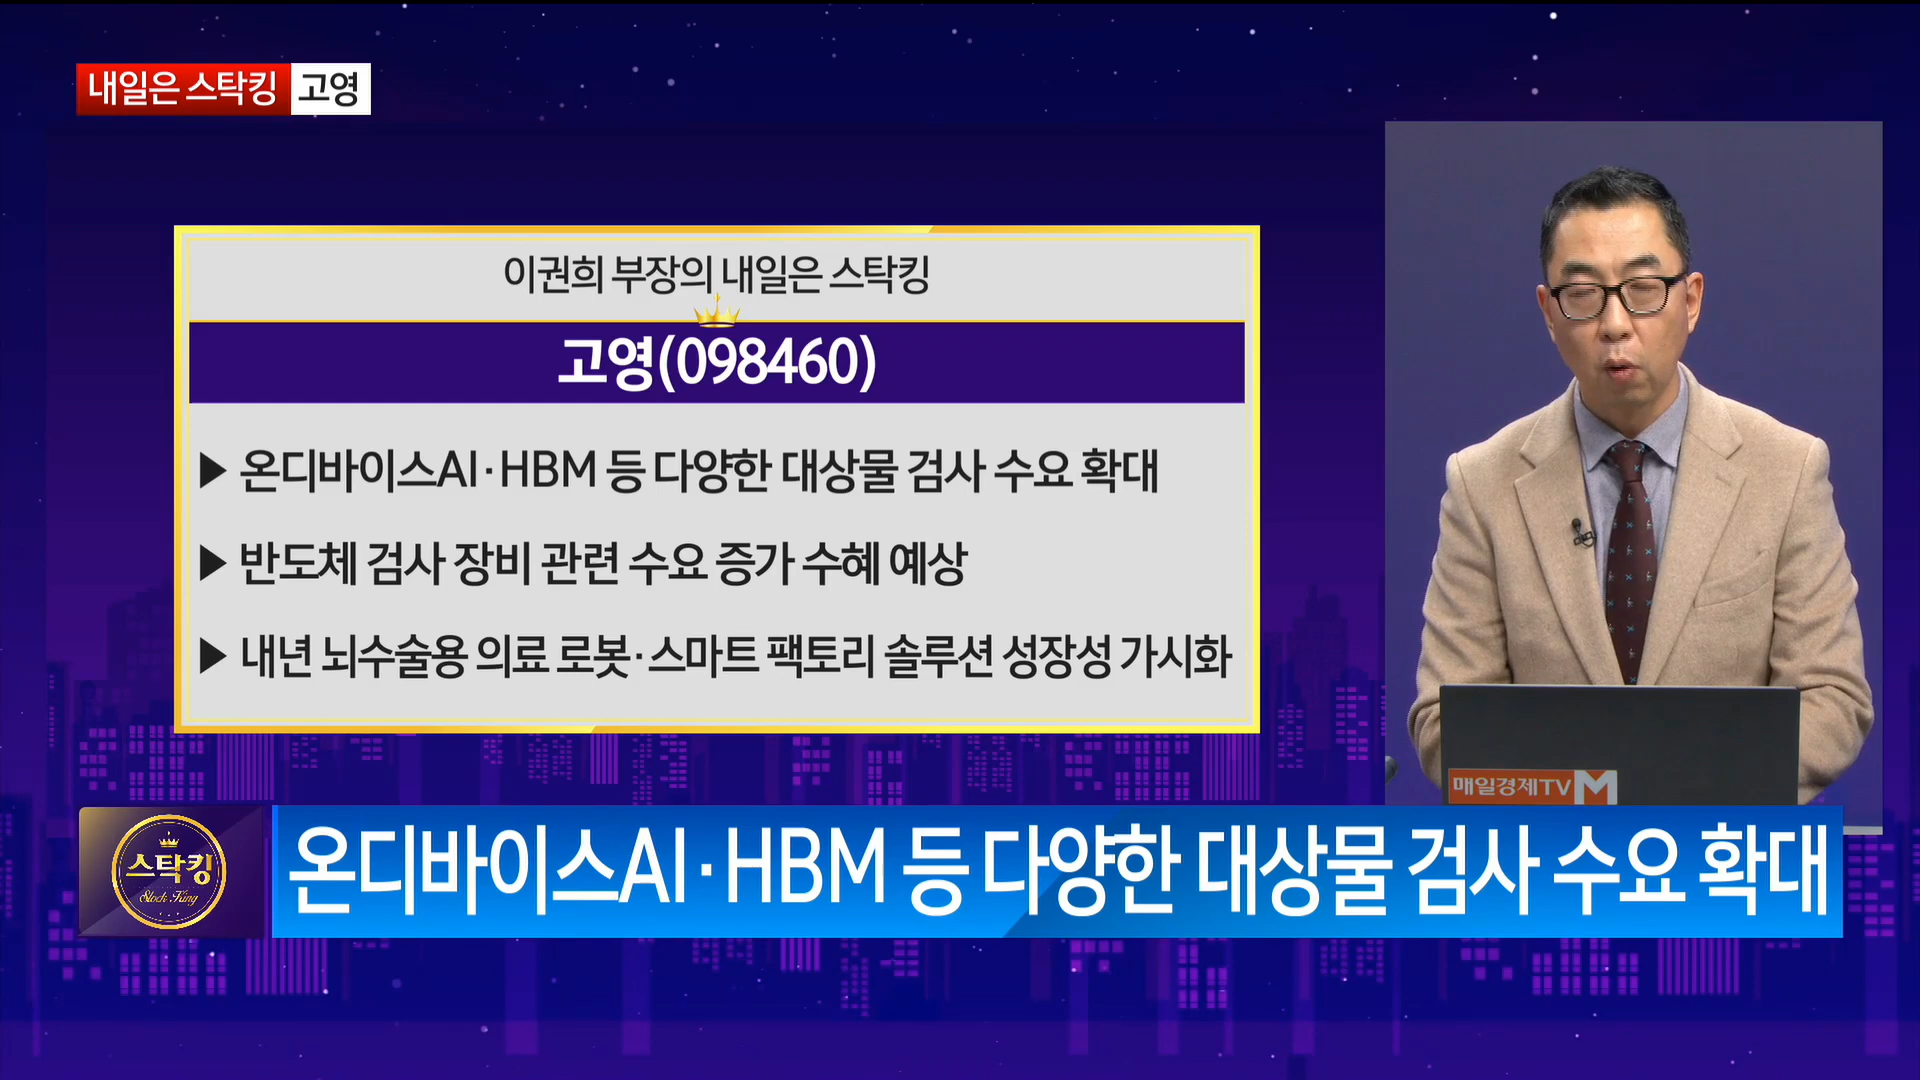 내일은 스탁킹 고영
이권희 부장의 내일은 스탁킹
고영(098460)
▶ 온디바이스AI·HBM 등 다양한 대상물 검사 수요 확대
▶ 반도체 검사 장비 관련 수요 증가 수혜 예상
▶ 내년 뇌수술용 의료 로봇·스마트 팩토리 솔루션 성장성 가시화
매일경제TV M
스탁킹
Stock King
온디바이스AI·HBM 등 다양한 대상물 검사 수요 확대